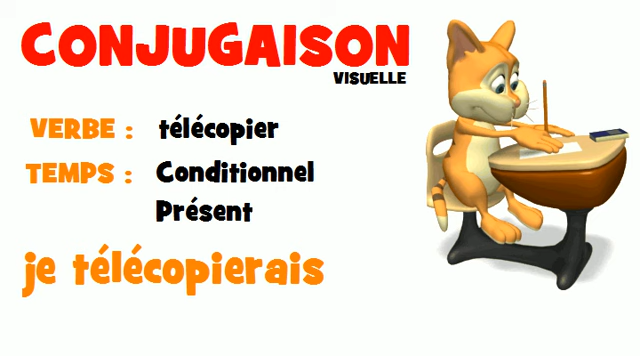 CONJUGAISON
VISUELLE
VERBE : télécopier
TEMPS : Conditionnel
Présent
je télécopierais